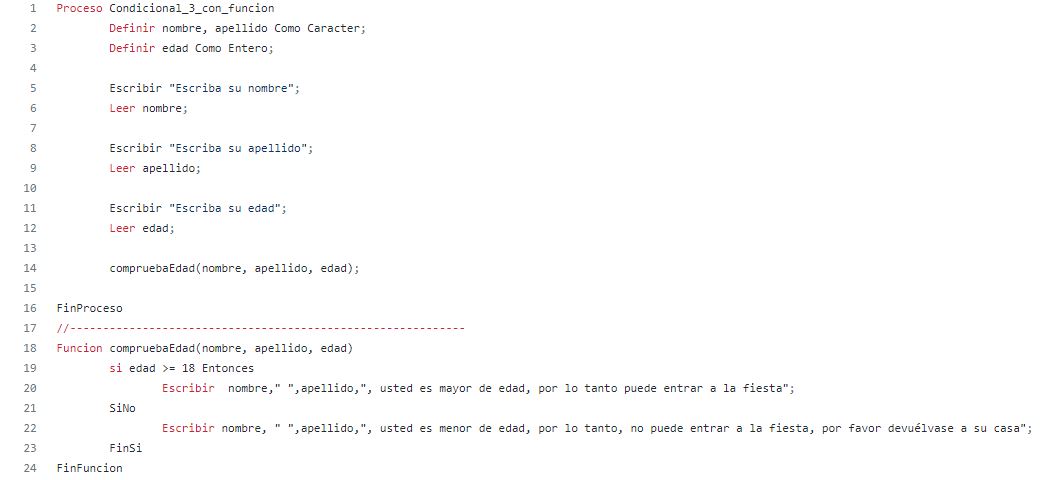 1 Proceso Condicional_3_con_funcion
2 Definir nombre, apellido Como Caracter;
3 Definir edad Como Entero;
4
5 Escribir "Escriba su nombre";
6 Leer nombre;
7
8 Escribir "Escriba su apellido";
9 Leer apellido;
10
11 Escribir "Escriba su edad";
12 Leer edad;
13
14 compruebaEdad(nombre, apellido, edad);
15
16 FinProceso
17 //------------------------------------------------------------
18 Funcion compruebaEdad(nombre, apellido, edad)
19 si edad >= 18 Entonces
20 Escribir  nombre," ",apellido,", usted es mayor de edad, por lo tanto puede entrar a la fiesta";
21 SiNo
22 Escribir nombre, " ",apellido,", usted es menor de edad, por lo tanto, no puede entrar a la fiesta, por favor devuélvase a su casa";
23 FinSi
24 FinFuncion